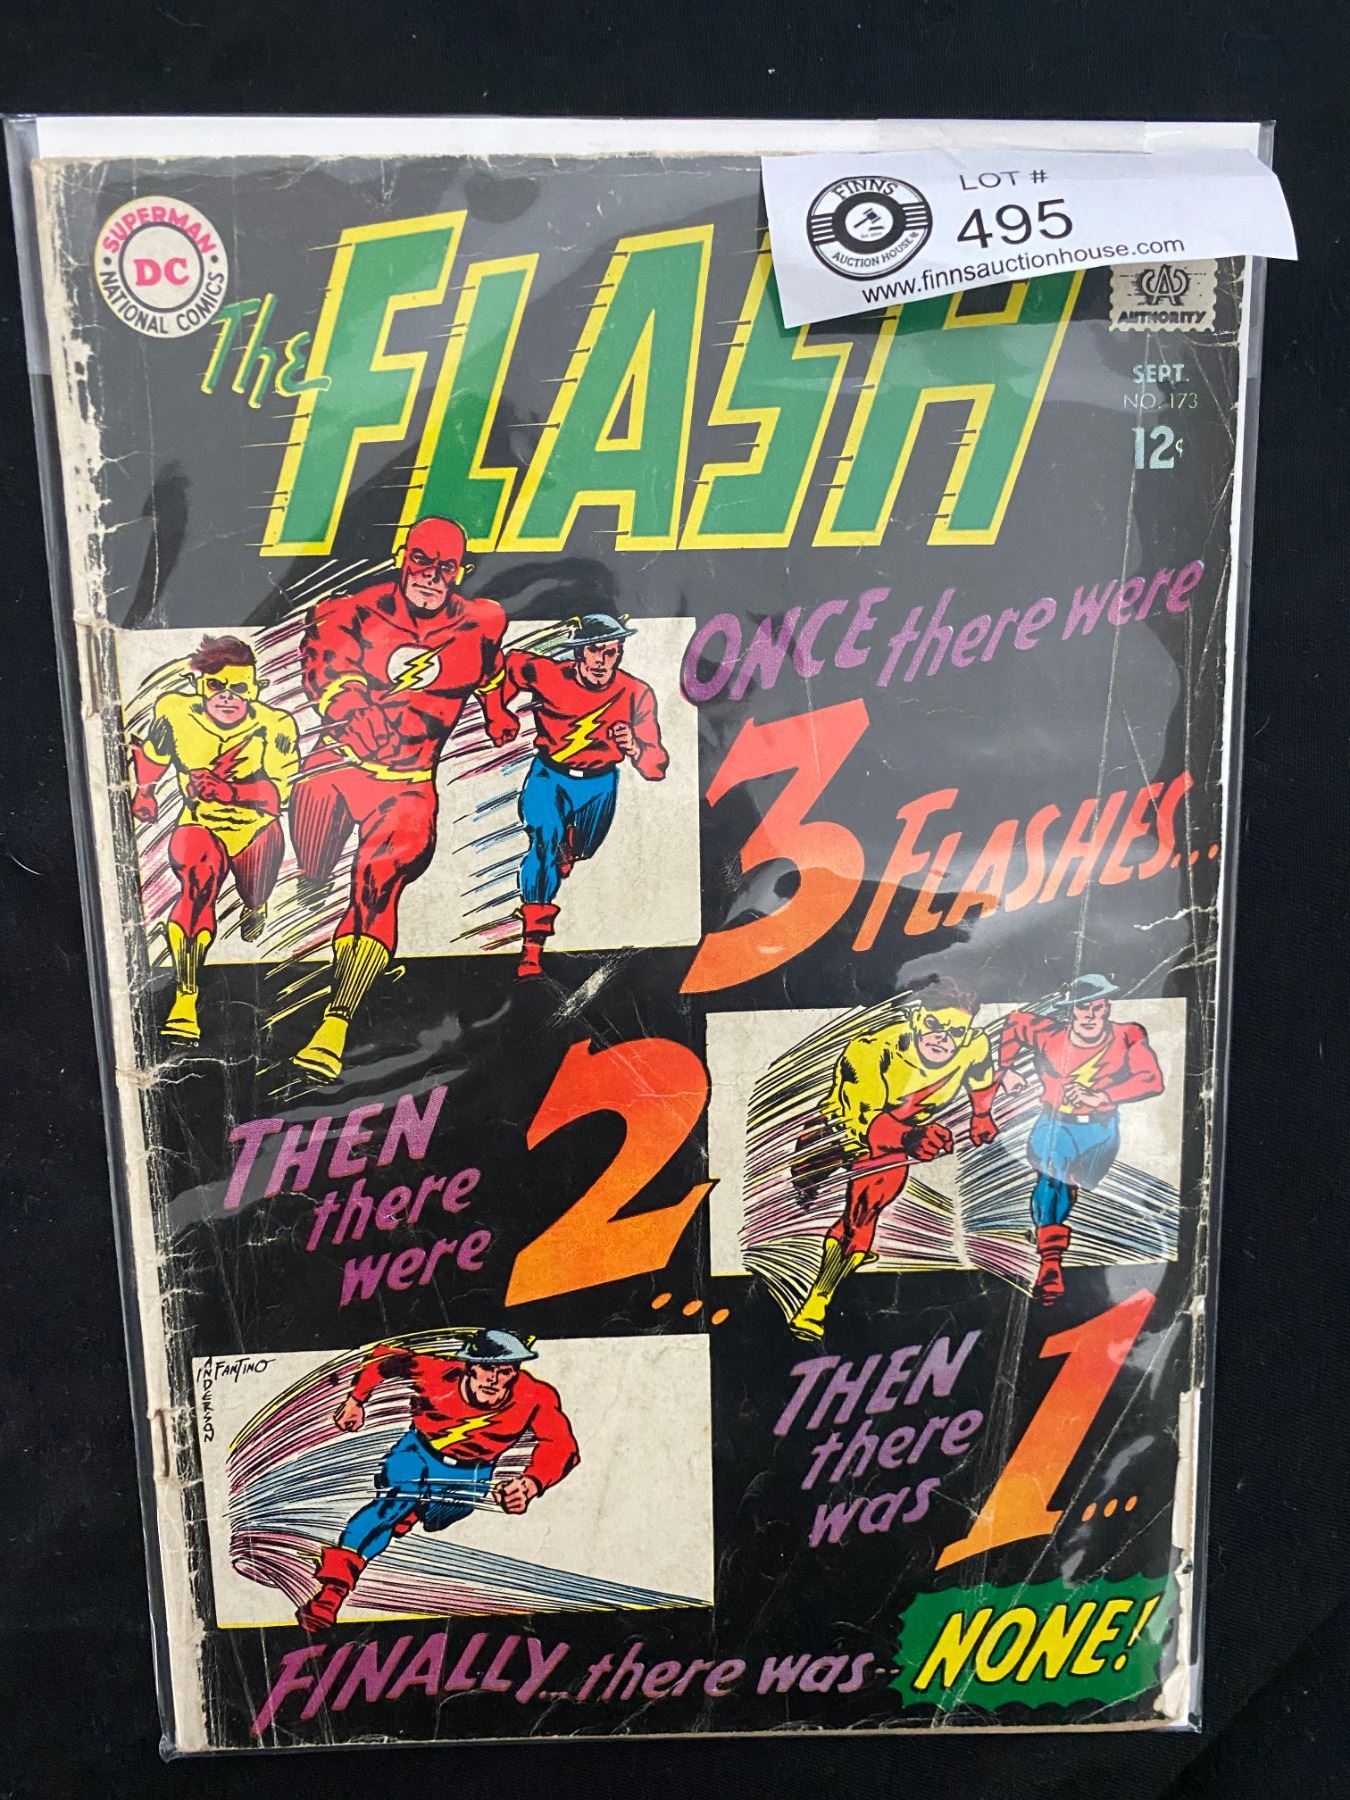 SUPERMAN
DC
NATIONAL COMICS
The FLASH
FINNS
AUCTION HOUSE
LOT #
495
www.finnsauctionhouse.com
AUTHORITY
SEPT.
NO. 173
12¢
ONCE there were
3 FLASHES...
THEN
there
were
2...
THEN
there
was
1...
INFANTINO
ANDERSON
FINALLY... there was--
NONE!